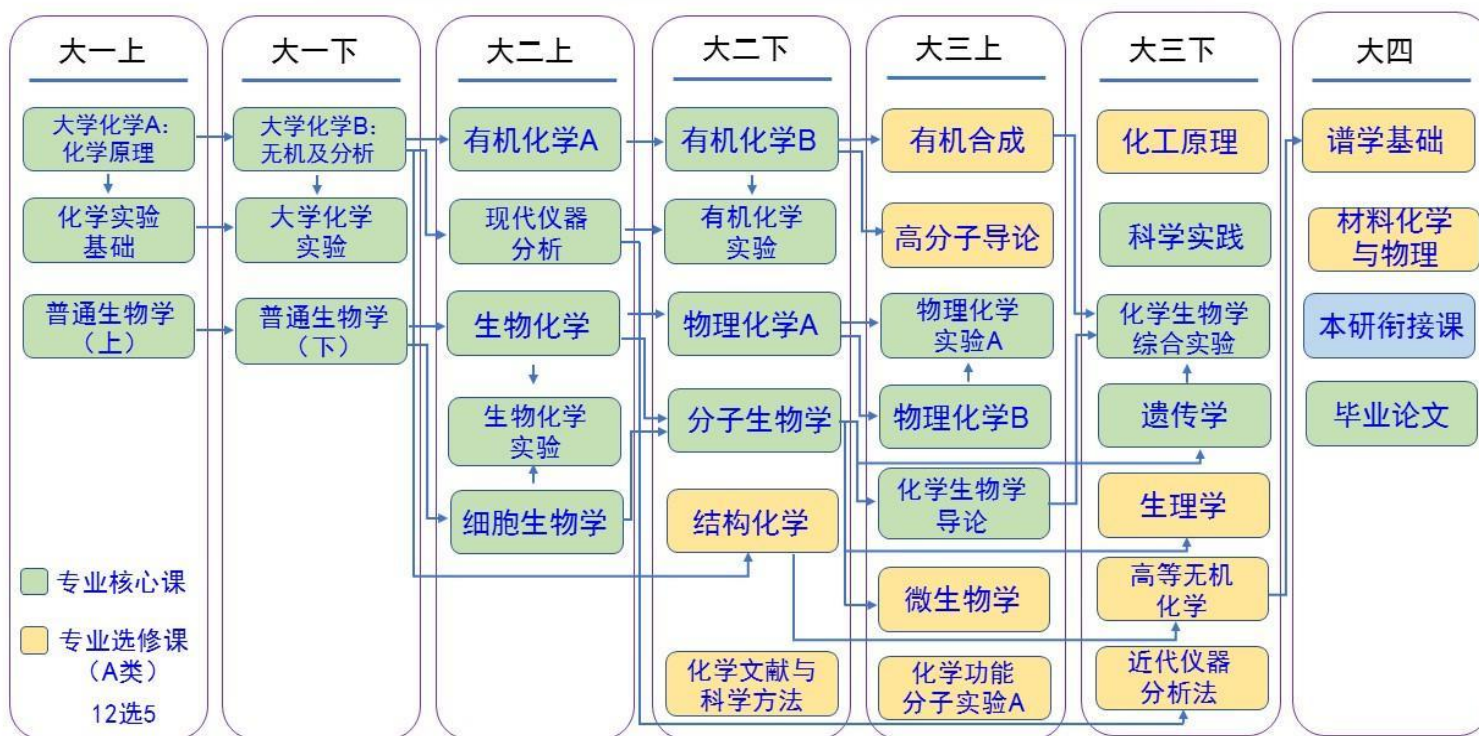 大一上
大学化学A：
化学原理
化学实验
基础
普通生物学
（上）
专业核心课
专业选修课
（A类）
12选5
大一下
大学化学B：
无机及分析
大学化学
实验
普通生物学
（下）
大二上
有机化学A
现代仪器
分析
生物化学
生物化学
实验
细胞生物学
大二下
有机化学B
有机化学
实验
物理化学A
分子生物学
结构化学
化学文献与
科学方法
大三上
有机合成
高分子导论
物理化学
实验A
物理化学B
化学生物学
导论
微生物学
化学功能
分子实验A
大三下
化工原理
科学实践
化学生物学
综合实验
遗传学
生理学
高等无机
化学
近代仪器
分析法
大四
谱学基础
材料化学
与物理
本研衔接课
毕业论文